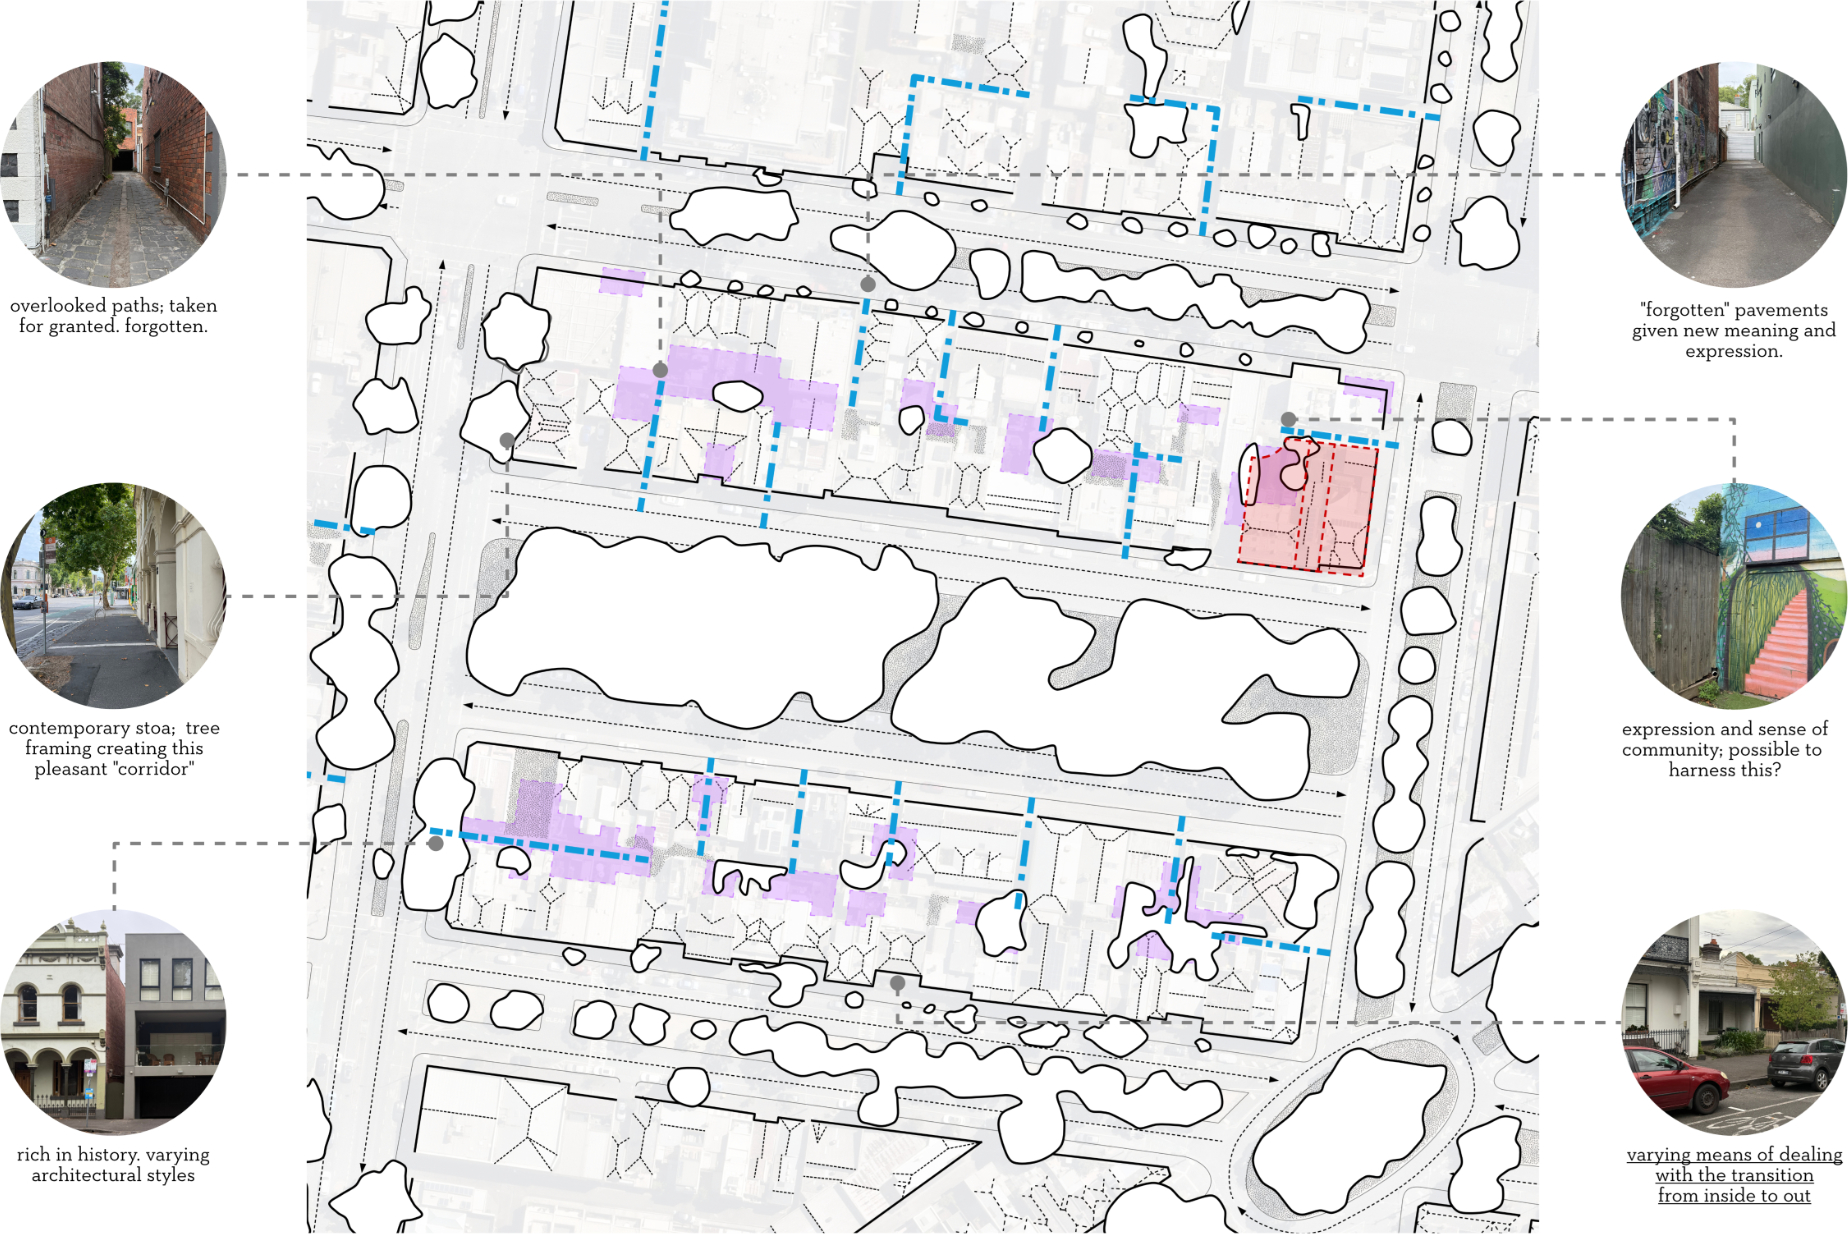 overlooked paths; taken
for granted. forgotten.
"forgotten" pavements
given new meaning and
expression.
contemporary stoa; tree
framing creating this
pleasant "corridor"
expression and sense of
community; possible to
harness this?
rich in history. varying
architectural styles
varying means of dealing
with the transition
from inside to out